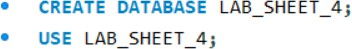 • CREATE DATABASE LAB_SHEET_4;
• USE LAB_SHEET_4;